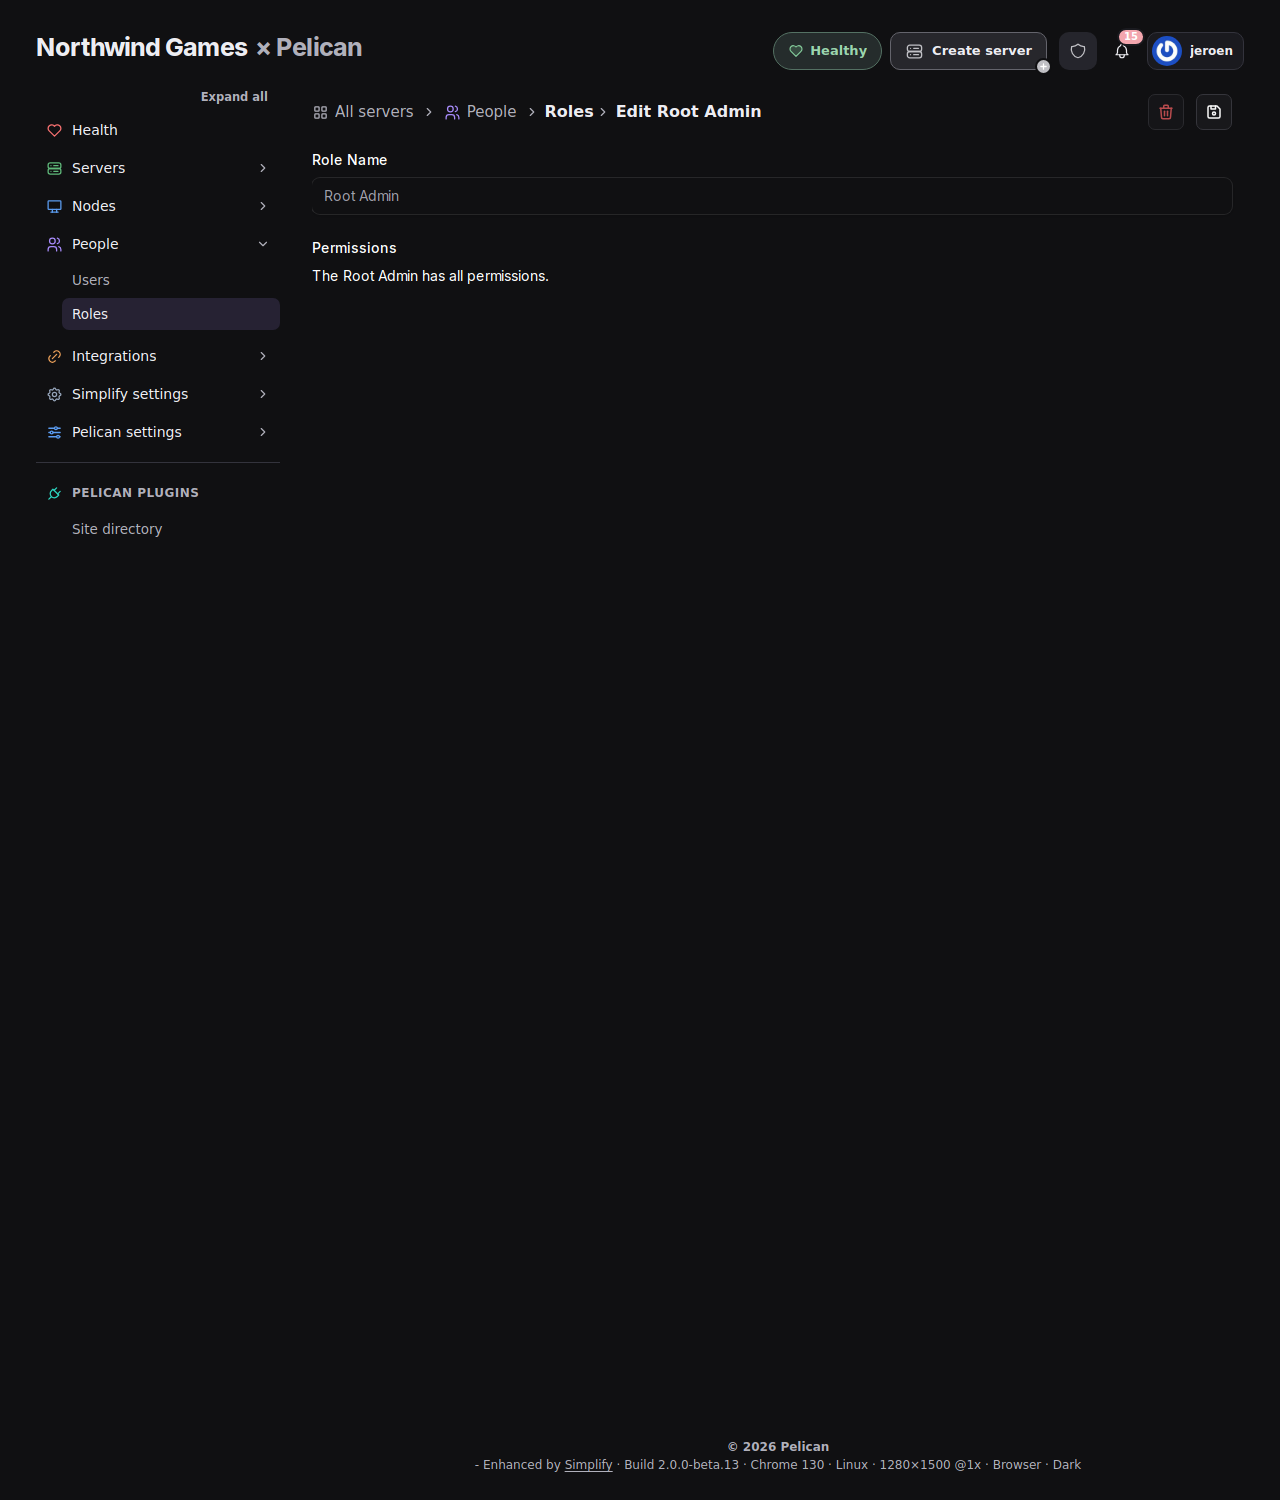 Northwind Games × Pelican
Healthy
Create server
15
jeroen
Expand all
Health
Servers
Nodes
People
Users
Roles
Integrations
Simplify settings
Pelican settings
PELICAN PLUGINS
Site directory
All servers > People > Roles > Edit Root Admin
Role Name
Root Admin
Permissions
The Root Admin has all permissions.
© 2026 Pelican
- Enhanced by Simplify · Build 2.0.0-beta.13 · Chrome 130 · Linux · 1280×1500 @1x · Browser · Dark